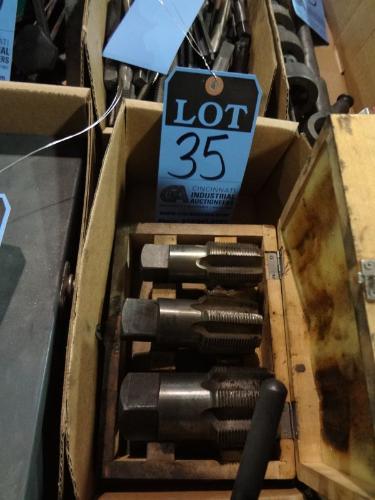 LOT
35
CINCINNATI
INDUSTRIAL
AUCTIONEERS